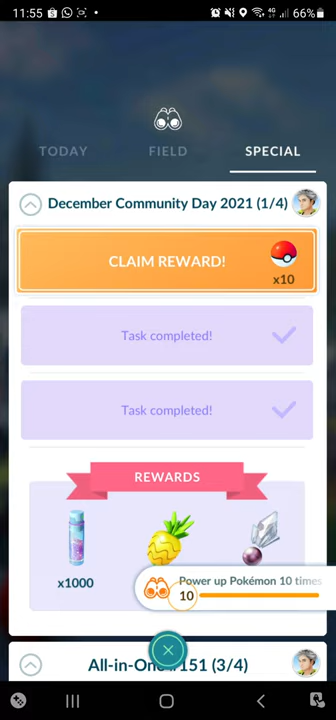 11:55
4G
66%
TODAY
FIELD
SPECIAL
December Community Day 2021 (1/4)
CLAIM REWARD!
x10
Task completed!
Task completed!
REWARDS
x1000
Power up Pokémon 10 times
10
All-in-One #151 (3/4)